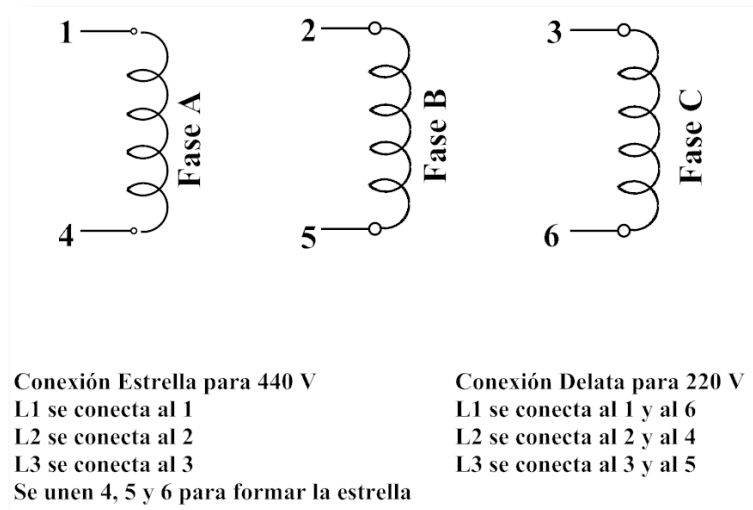 1
2
3
Fase A
Fase B
Fase C
4
5
6
Conexión Estrella para 440 V
L1 se conecta al 1
L2 se conecta al 2
L3 se conecta al 3
Se unen 4, 5 y 6 para formar la estrella
Conexión Delata para 220 V
L1 se conecta al 1 y al 6
L2 se conecta al 2 y al 4
L3 se conecta al 3 y al 5